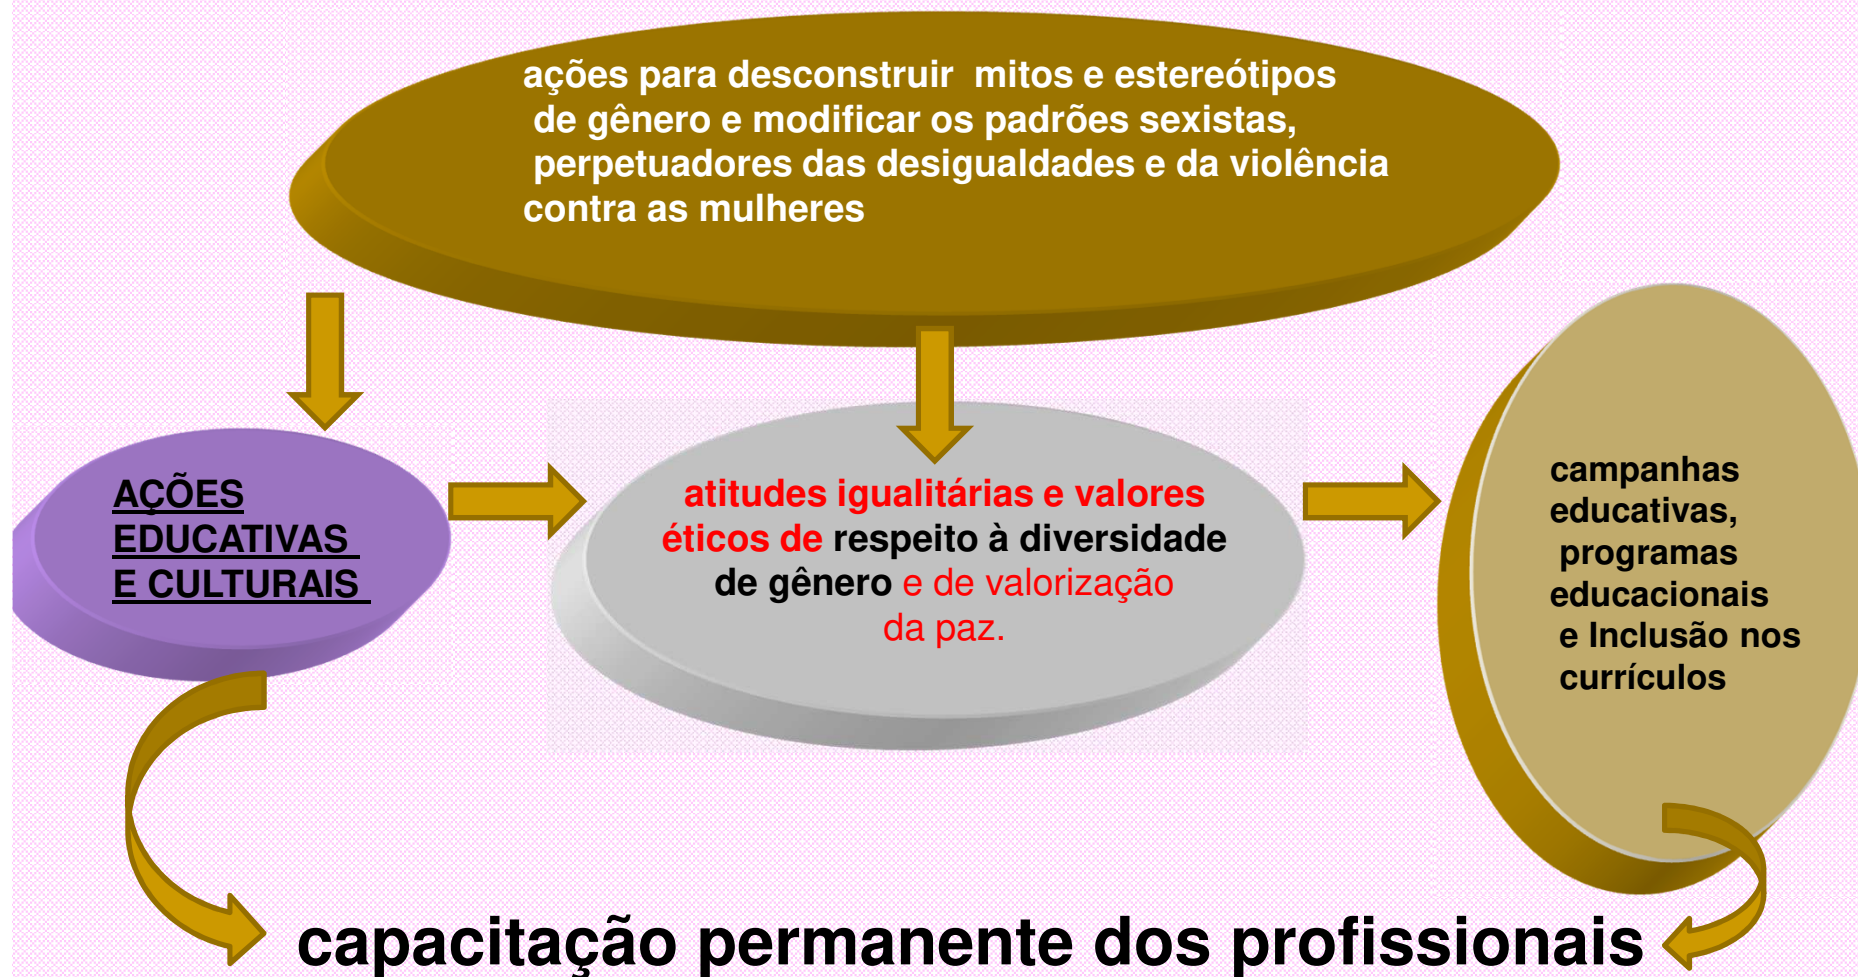 ações para desconstruir mitos e estereótipos
de gênero e modificar os padrões sexistas,
perpetuadores das desigualdades e da violência
contra as mulheres
AÇÕES
EDUCATIVAS
E CULTURAIS
atitudes igualitárias e valores
éticos de respeito à diversidade
de gênero e de valorização
da paz.
campanhas
educativas,
programas
educacionais
e Inclusão nos
currículos
capacitação permanente dos profissionais